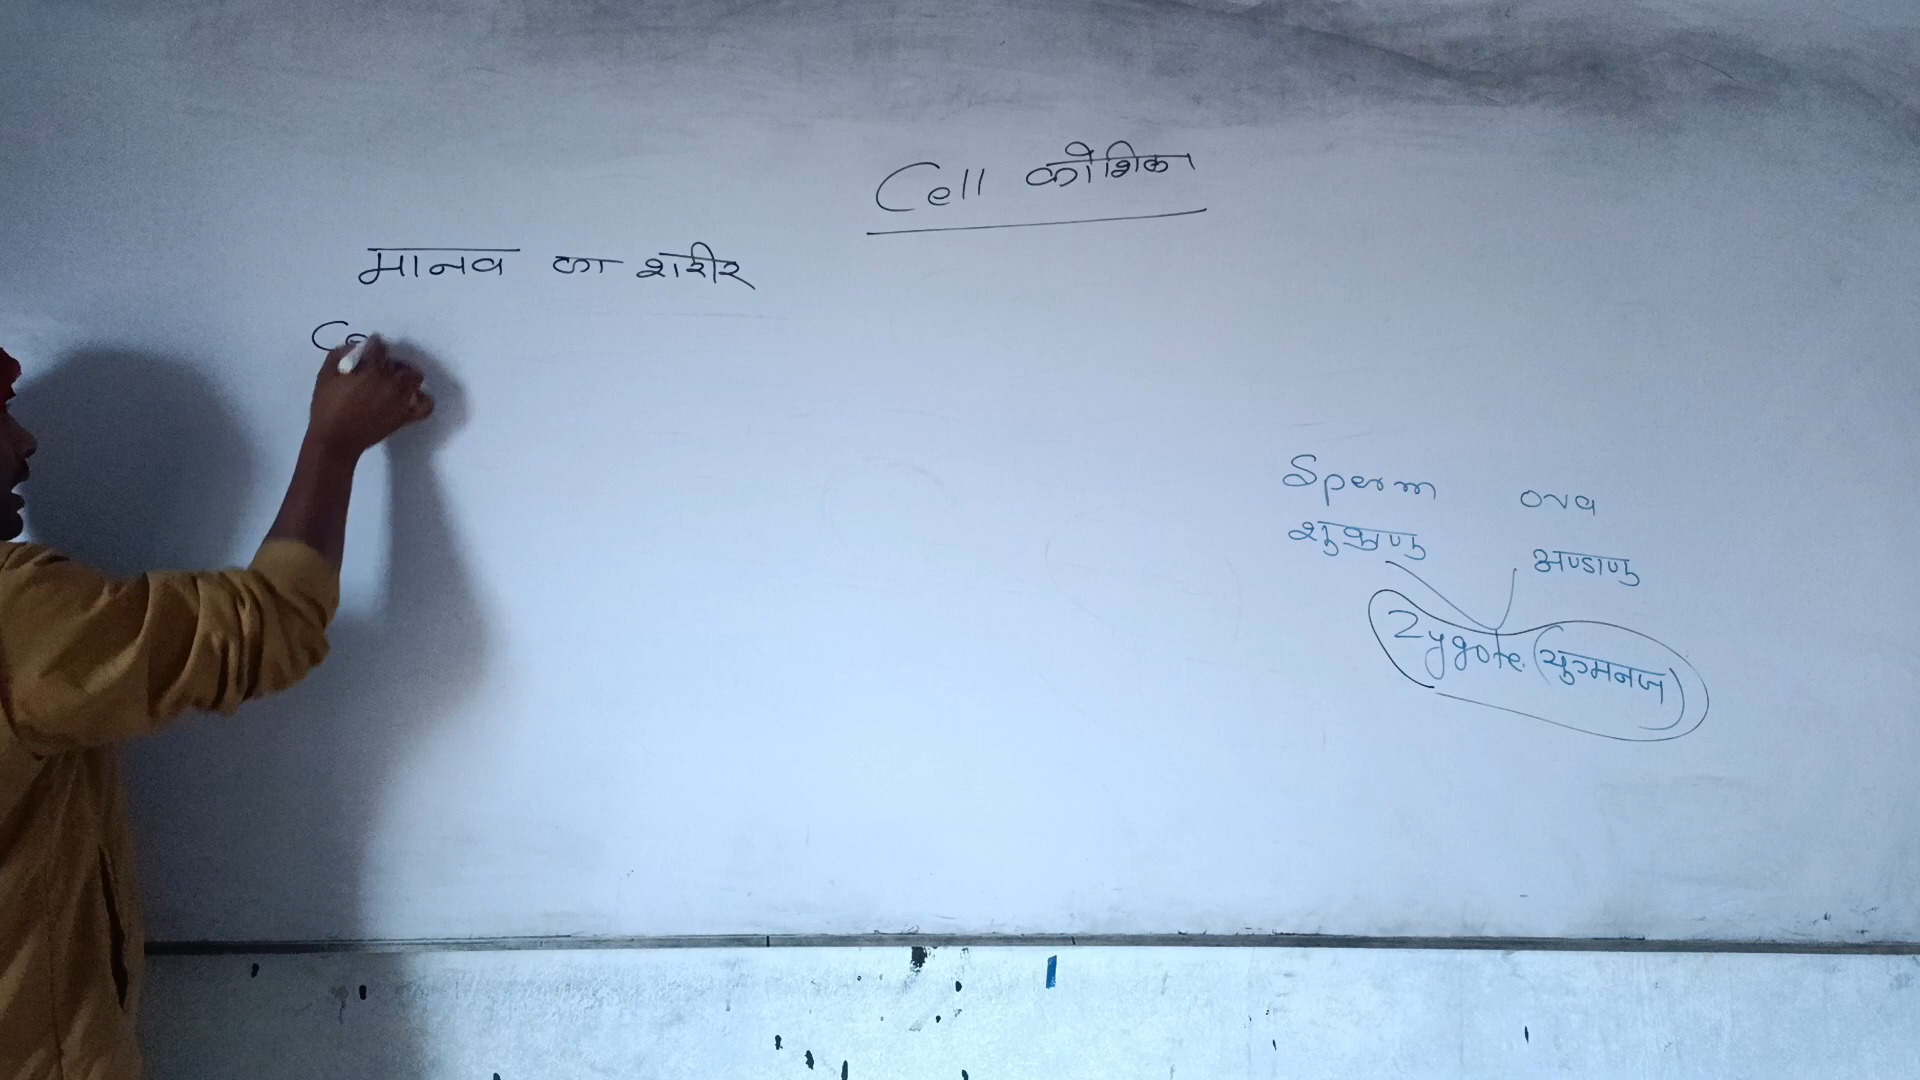 Cell कोशिका
मानव का शरीर
Ce
Sperm ova
शुक्राणु अण्डाणु
Zygote (युग्मनज)